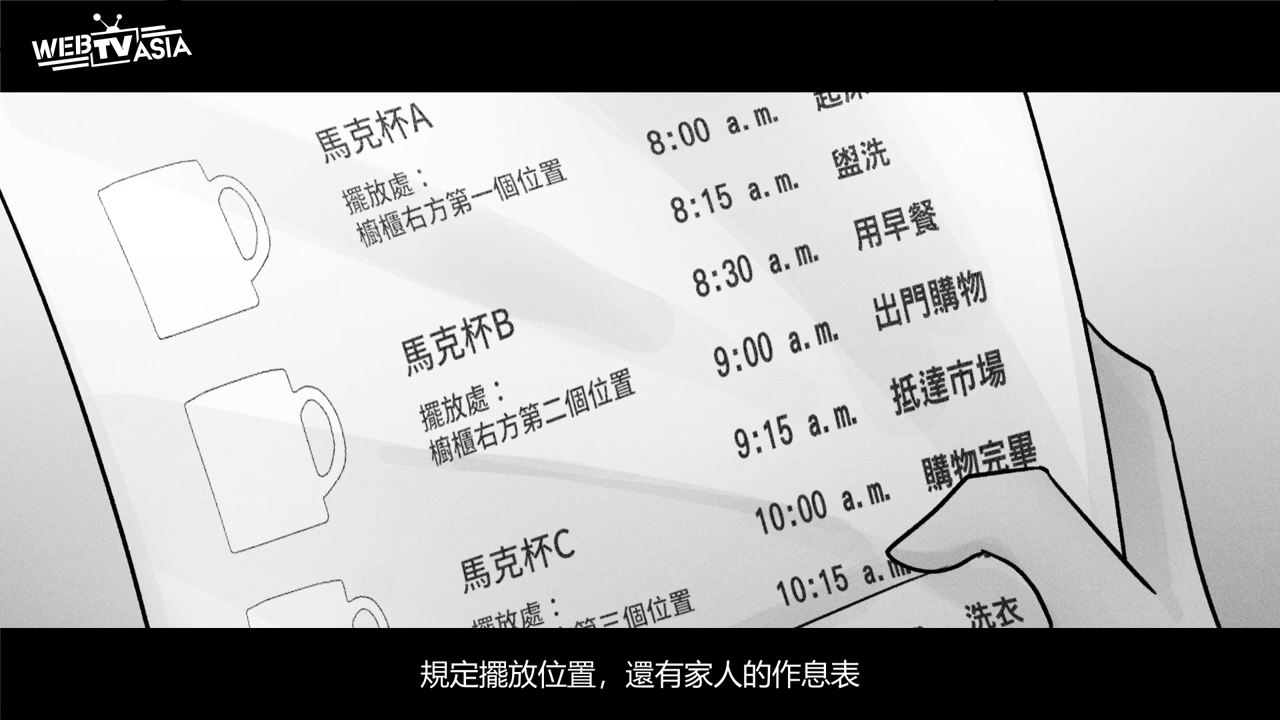 WEBTVASIA
馬克杯A
擺放處：
櫥櫃右方第一個位置
馬克杯B
擺放處：
櫥櫃右方第二個位置
馬克杯C
擺放處：
第三個位置
8:00 a.m.
8:15 a.m. 盥洗
8:30 a.m. 用早餐
9:00 a.m. 出門購物
9:15 a.m. 抵達市場
10:00 a.m. 購物完畢
10:15 a.m.
洗衣
規定擺放位置，還有家人的作息表